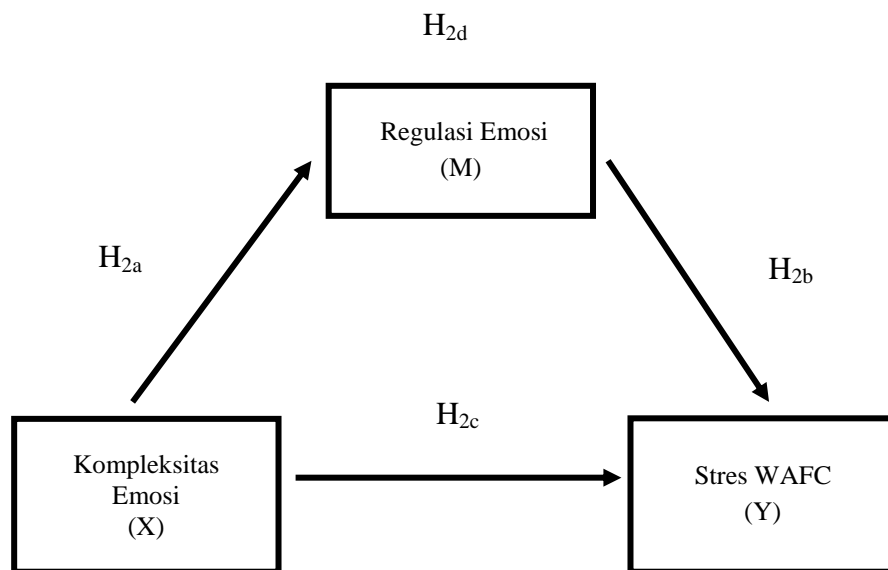 H2d
Regulasi Emosi
(M)
H2a
H2b
H2c
Kompleksitas
Emosi
(X)
Stres WAFC
(Y)